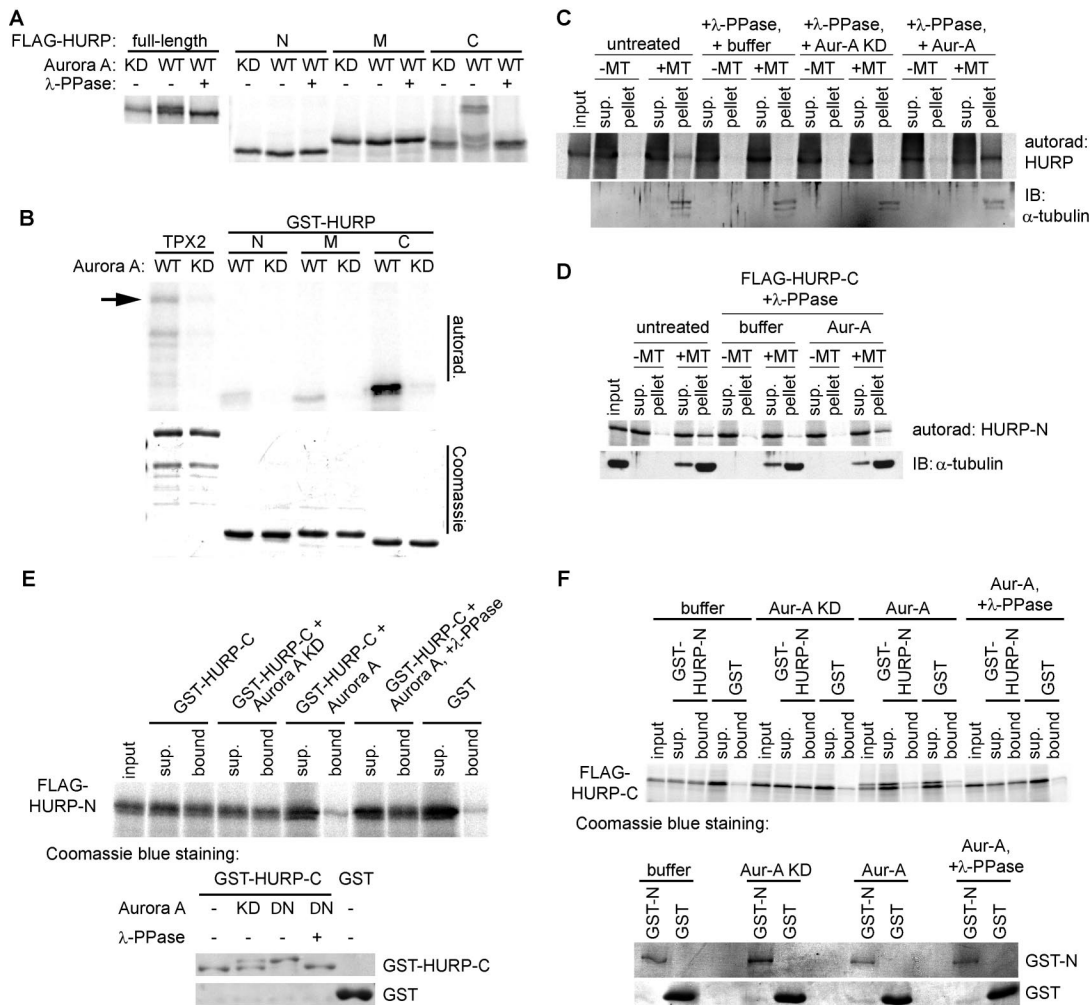 A
FLAG-HURP: full-length N M C
Aurora A: KD WT WT KD WT WT KD WT WT KD WT WT
λ-PPase: - - + - - + - - + - - +
B
GST-HURP
TPX2 N M C
Aurora A: WT KD WT KD WT KD WT KD
autorad.
Coomassie
C
+λ-PPase, +λ-PPase, +λ-PPase,
untreated + buffer + Aur-A KD + Aur-A
-MT +MT -MT +MT -MT +MT -MT +MT
input sup. pellet sup. pellet sup. pellet sup. pellet sup. pellet sup. pellet sup. pellet sup. pellet
autorad:
HURP
IB:
α-tubulin
D
FLAG-HURP-C
+λ-PPase
untreated buffer Aur-A
-MT +MT -MT +MT -MT +MT
input sup. pellet sup. pellet sup. pellet sup. pellet sup. pellet sup. pellet
autorad: HURP-N
IB: α-tubulin
E
GST-HURP-C
GST-HURP-C +
Aurora A KD
GST-HURP-C +
Aurora A
GST-HURP-C +
Aurora A, +λ-PPase
GST
input sup. bound sup. bound sup. bound sup. bound sup. bound
FLAG-
HURP-N
Coomassie blue staining:
GST-HURP-C GST
Aurora A - KD DN DN -
λ-PPase - - - + -
GST-HURP-C
GST
F
Aur-A,
buffer Aur-A KD Aur-A +λ-PPase
GST-
HURP-N GST GST-
HURP-N GST GST-
HURP-N GST GST-
HURP-N GST
input sup. bound sup. bound input sup. bound sup. bound input sup. bound sup. bound input sup. bound sup. bound
FLAG-
HURP-C
Coomassie blue staining:
Aur-A,
buffer Aur-A KD Aur-A +λ-PPase
GST-N GST GST-N GST GST-N GST GST-N GST
GST-N
GST